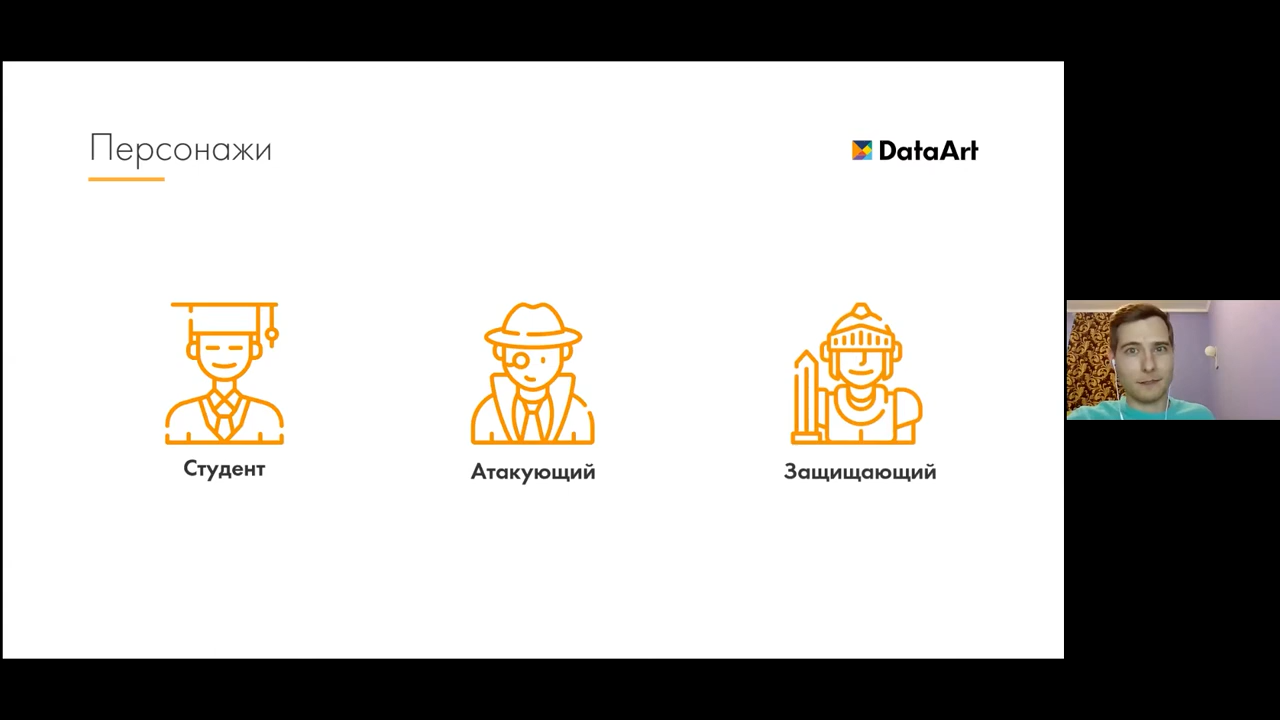 Персонажи
DataArt
Студент
Атакующий
Защищающий